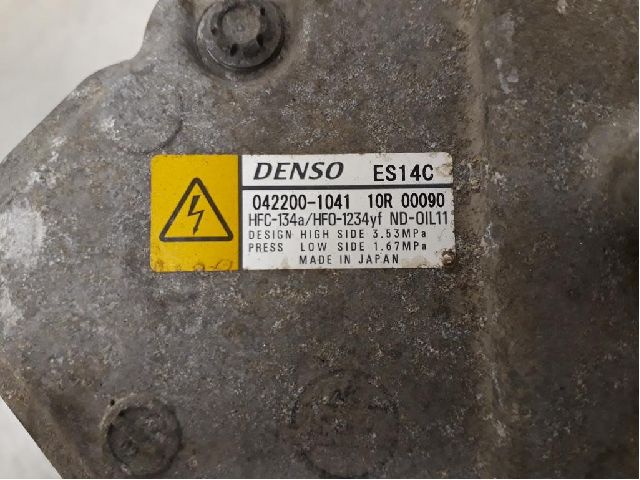 DENSO ES14C
042200-1041 10R 00090
HFC-134a/HFO-1234yf ND-OIL11
DESIGN HIGH SIDE 3.53MPa
PRESS LOW SIDE 1.67MPa
MADE IN JAPAN